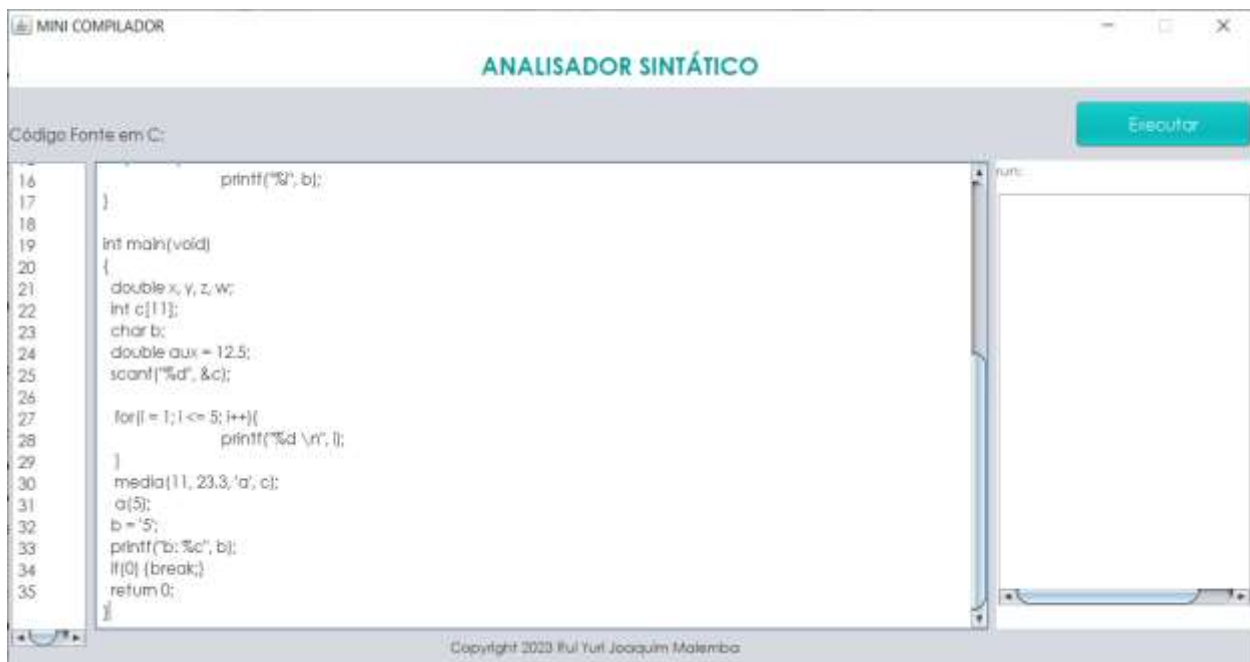 MINI COMPILADOR
ANALISADOR SINTÁTICO
Código Fonte em C:
Executar
run:
16 printf("%i", b);
17 }
18
19 int main(void)
20 {
21 double x, y, z, w;
22 int c[11];
23 char b;
24 double aux = 12.5;
25 scanf("%d", &c);
26
27 for(i = 1; i <= 5; i++){
28 printf("%d \n", i);
29 }
30 media(11, 23.3, 'a', c);
31 a(5);
32 b = '5';
33 printf("b: %c", b);
34 if(0) {break;}
35 return 0;
}
Copyright 2023 Rui Yuri Joaquim Malemba